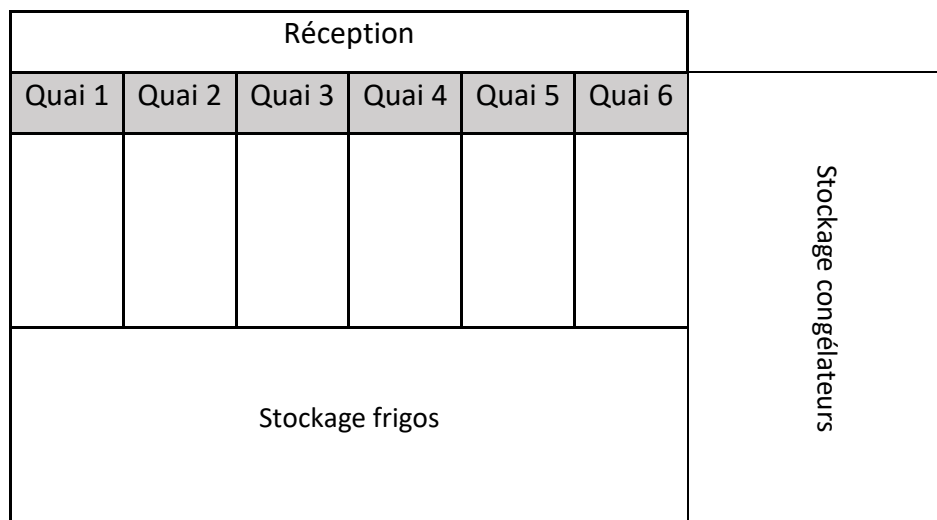 Réception
Quai 1 Quai 2 Quai 3 Quai 4 Quai 5 Quai 6
Stockage congélateurs
Stockage frigos